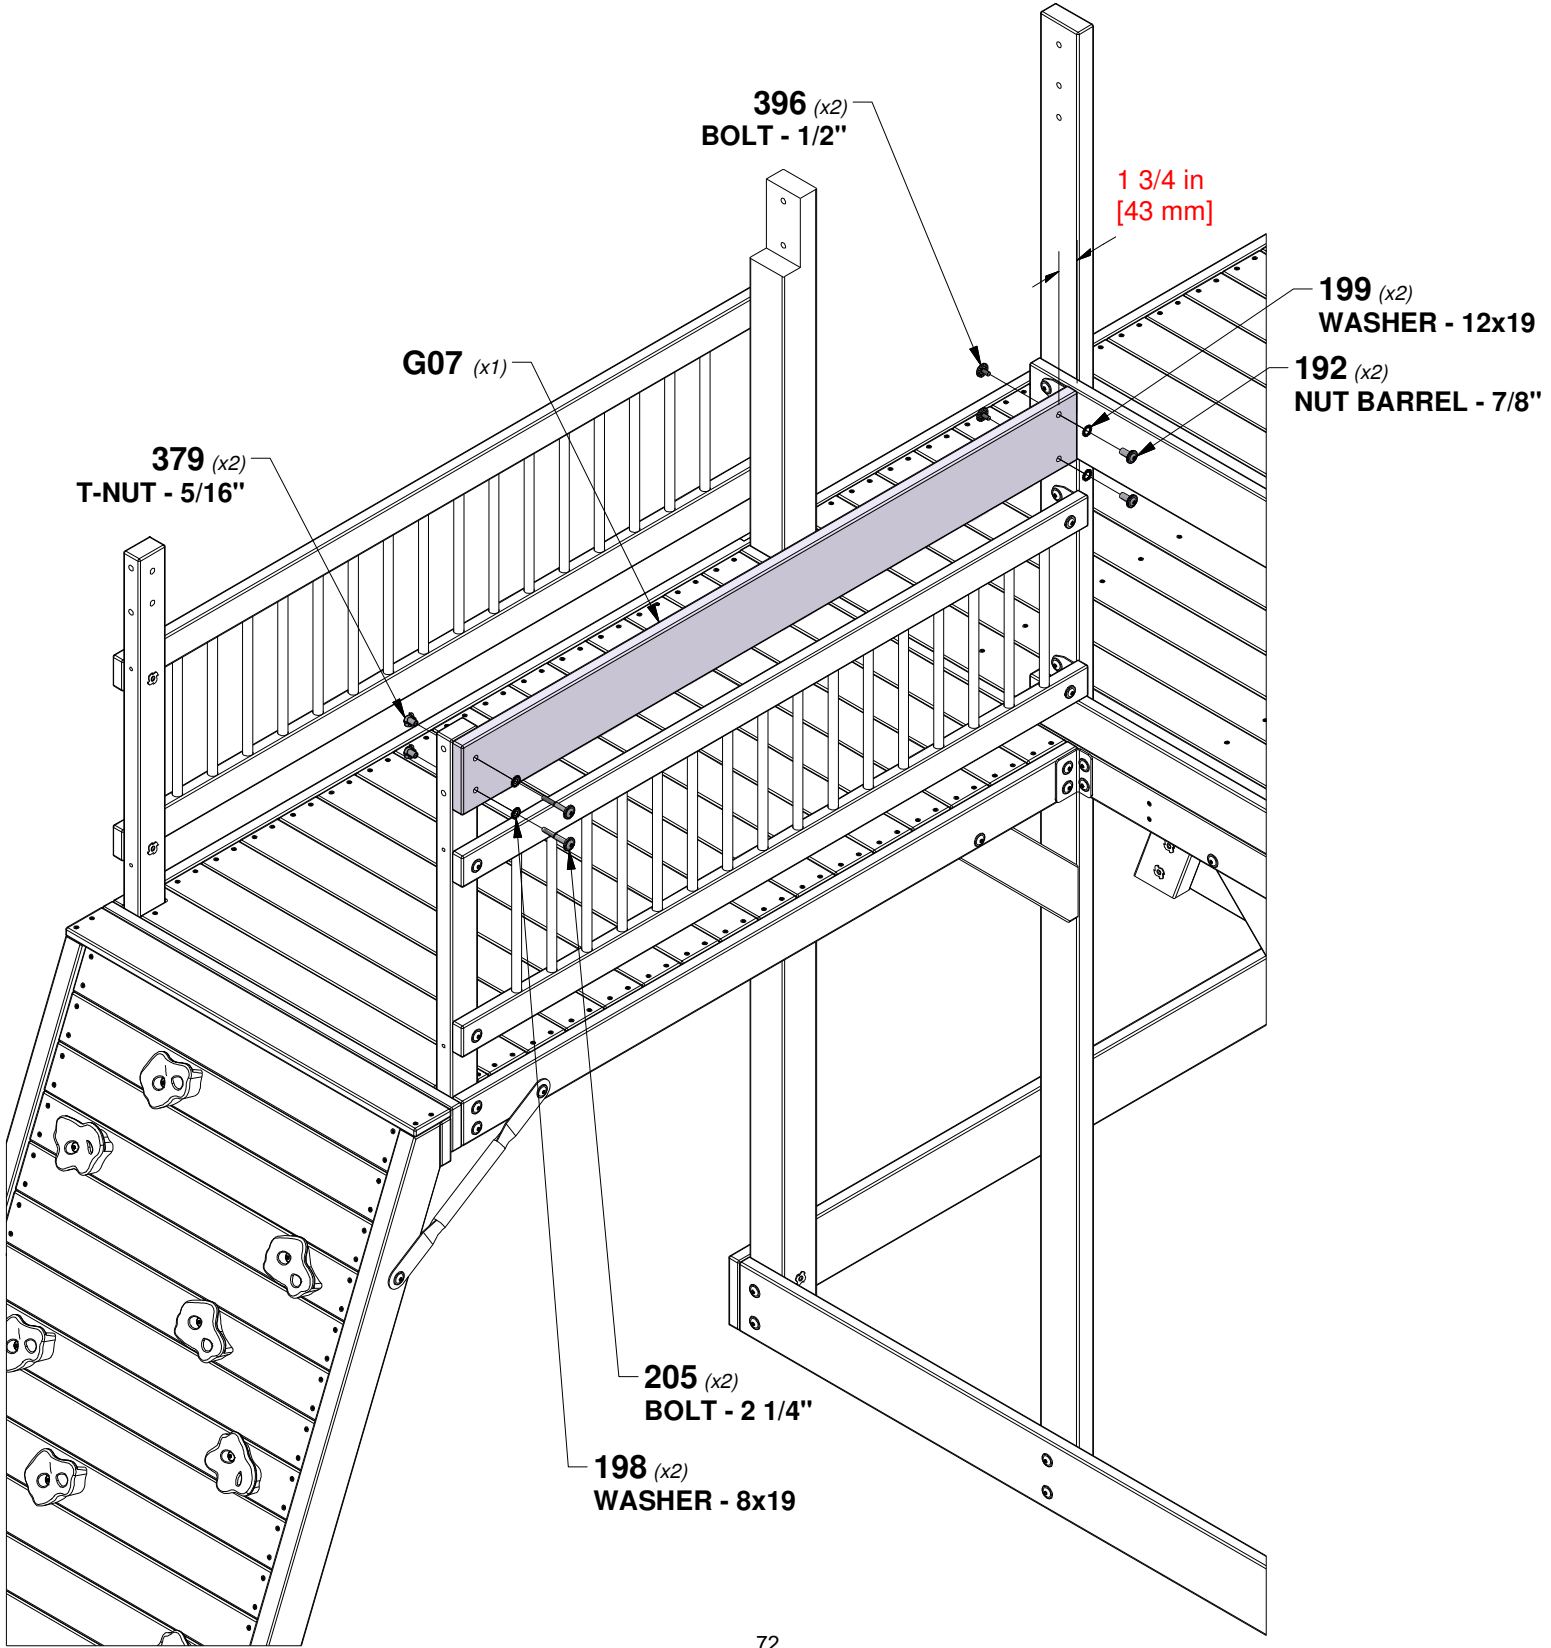 396 (x2)
BOLT - 1/2"
1 3/4 in
[43 mm]
199 (x2)
WASHER - 12x19
G07 (x1)
192 (x2)
NUT BARREL - 7/8"
379 (x2)
T-NUT - 5/16"
205 (x2)
BOLT - 2 1/4"
198 (x2)
WASHER - 8x19
72